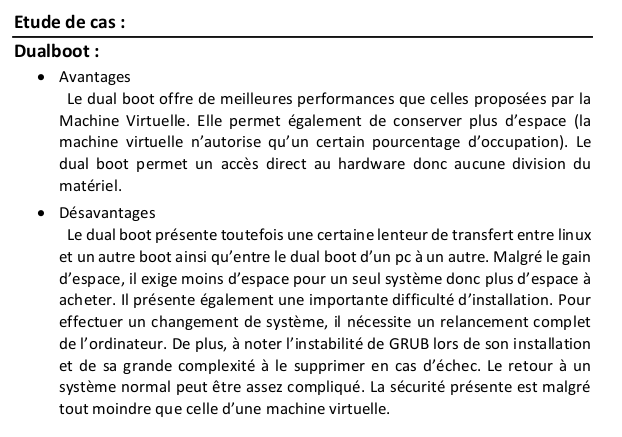 Etude de cas :
Dualboot :
• Avantages
Le dual boot offre de meilleures performances que celles proposées par la
Machine Virtuelle. Elle permet également de conserver plus d’espace (la
machine virtuelle n’autorise qu’un certain pourcentage d’occupation). Le
dual boot permet un accès direct au hardware donc aucune division du
matériel.
• Désavantages
Le dual boot présente toutefois une certaine lenteur de transfert entre linux
et un autre boot ainsi qu’entre le dual boot d’un pc à un autre. Malgré le gain
d’espace, il exige moins d’espace pour un seul système donc plus d’espace à
acheter. Il présente également une importante difficulté d’installation. Pour
effectuer un changement de système, il nécessite un relancement complet
de l’ordinateur. De plus, à noter l’instabilité de GRUB lors de son installation
et de sa grande complexité à le supprimer en cas d’échec. Le retour à un
système normal peut être assez compliqué. La sécurité présente est malgré
tout moindre que celle d’une machine virtuelle.